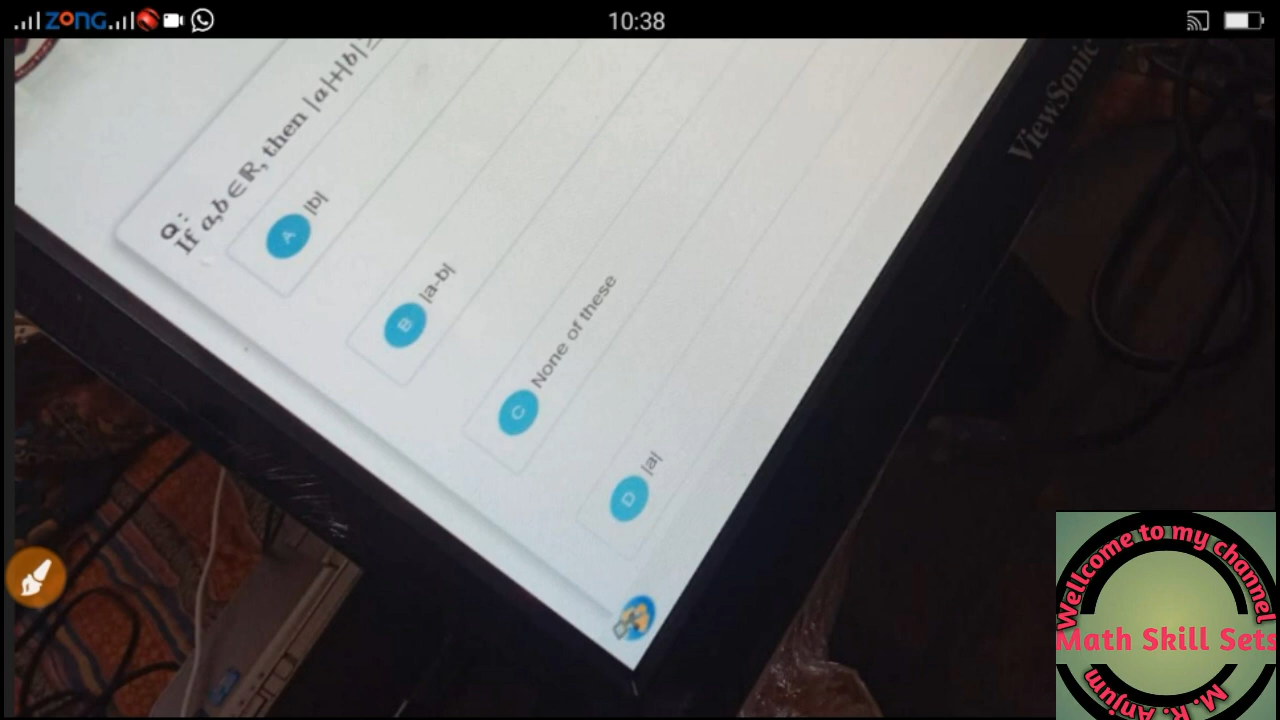 ZONG
10:38
Q:
If a,b∈ℝ, then |a|+|b|≥
A |b|
B |a-b|
C None of these
D |a|
ViewSonic
Wellcome to my channel
Math Skill Sets
M. R. Anjum